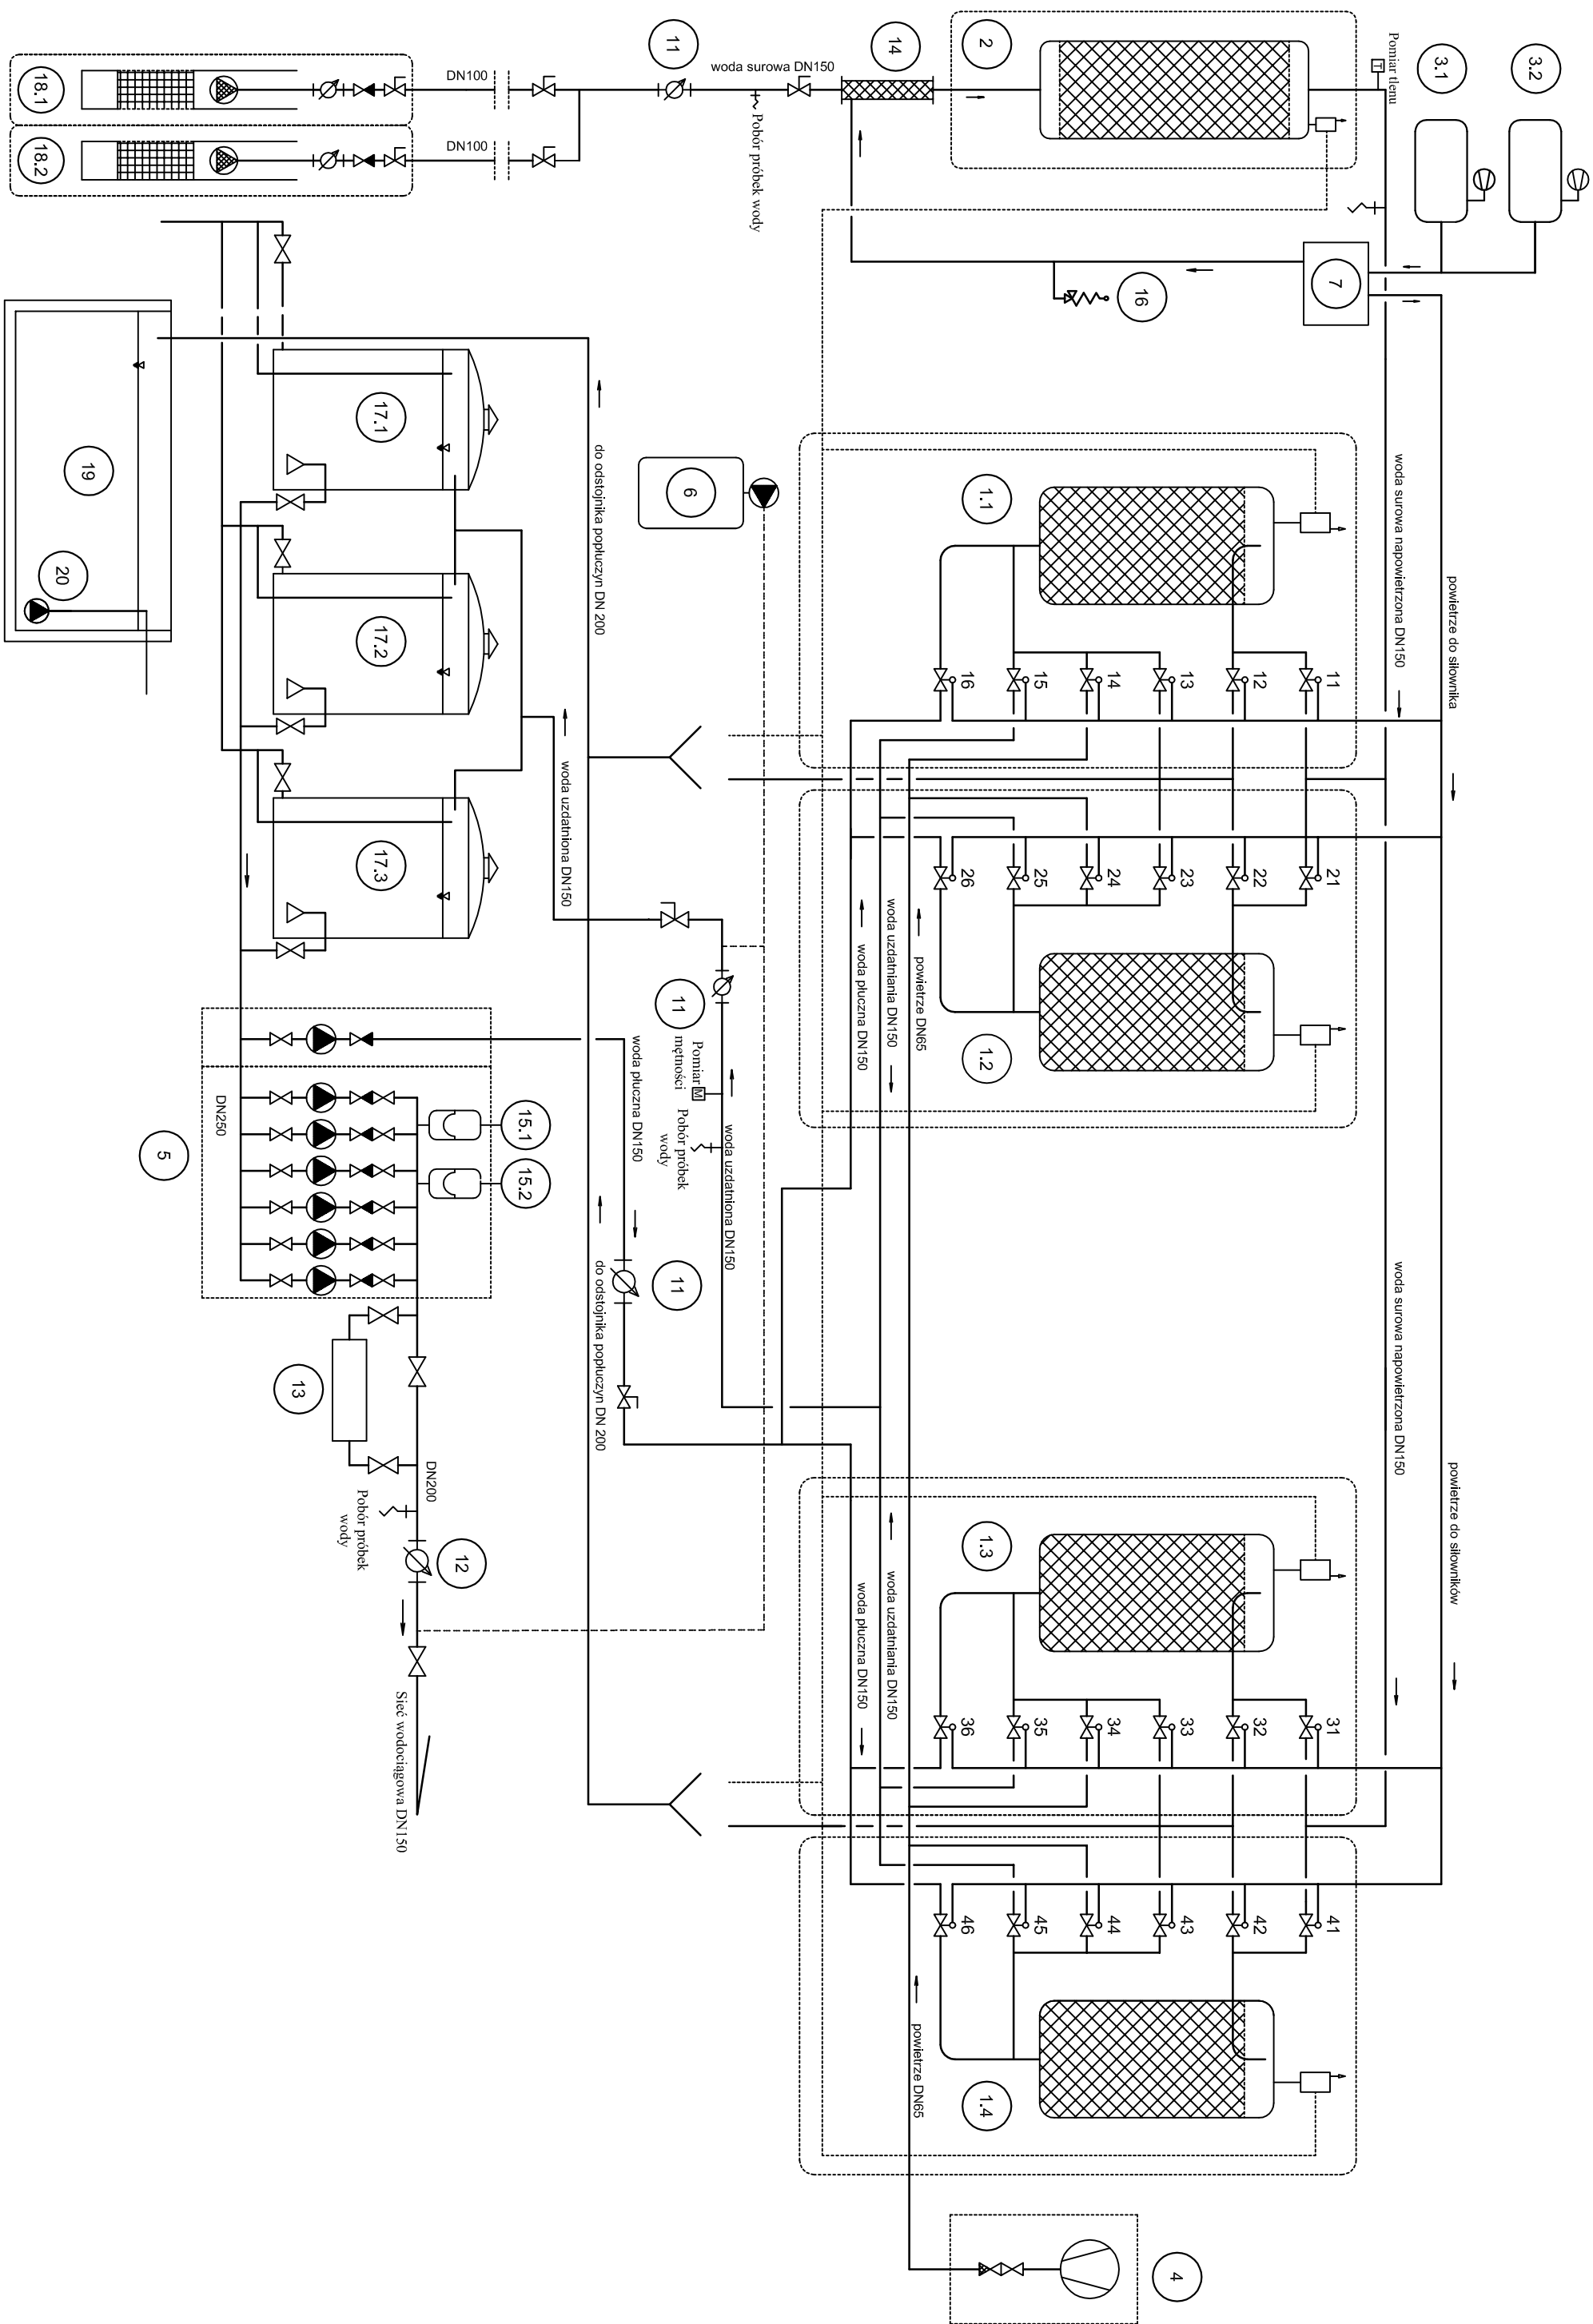 3.2
3.1
Pomiar tlenu
T
2
14
woda surowa DN150
11
Pobór próbek wody
DN100
18.1
DN100
18.2
7
16
powietrze do siłownika
woda surowa napowietrzona DN150
1.1
11
12
13
14
15
16
6
do odstojnika popłuczyn DN 200
17.1
17.2
17.3
19
20
woda uzdatniona DN150
21
22
23
24
25
26
1.2
powietrze DN65
woda uzdatniania DN150
woda płuczna DN150
11
Pomiar
mętności
M
Pobór próbek
wody
woda uzdatniona DN150
woda płuczna DN150
11
do odstojnika popłuczyn DN 200
15.1
15.2
DN250
5
13
DN200
Pobór próbek
wody
12
Sieć wodociągowa DN150
powietrze do siłowników
woda surowa napowietrzona DN150
1.3
31
32
33
34
35
36
woda uzdatniania DN150
woda płuczna DN150
41
42
43
44
45
46
1.4
powietrze DN65
4